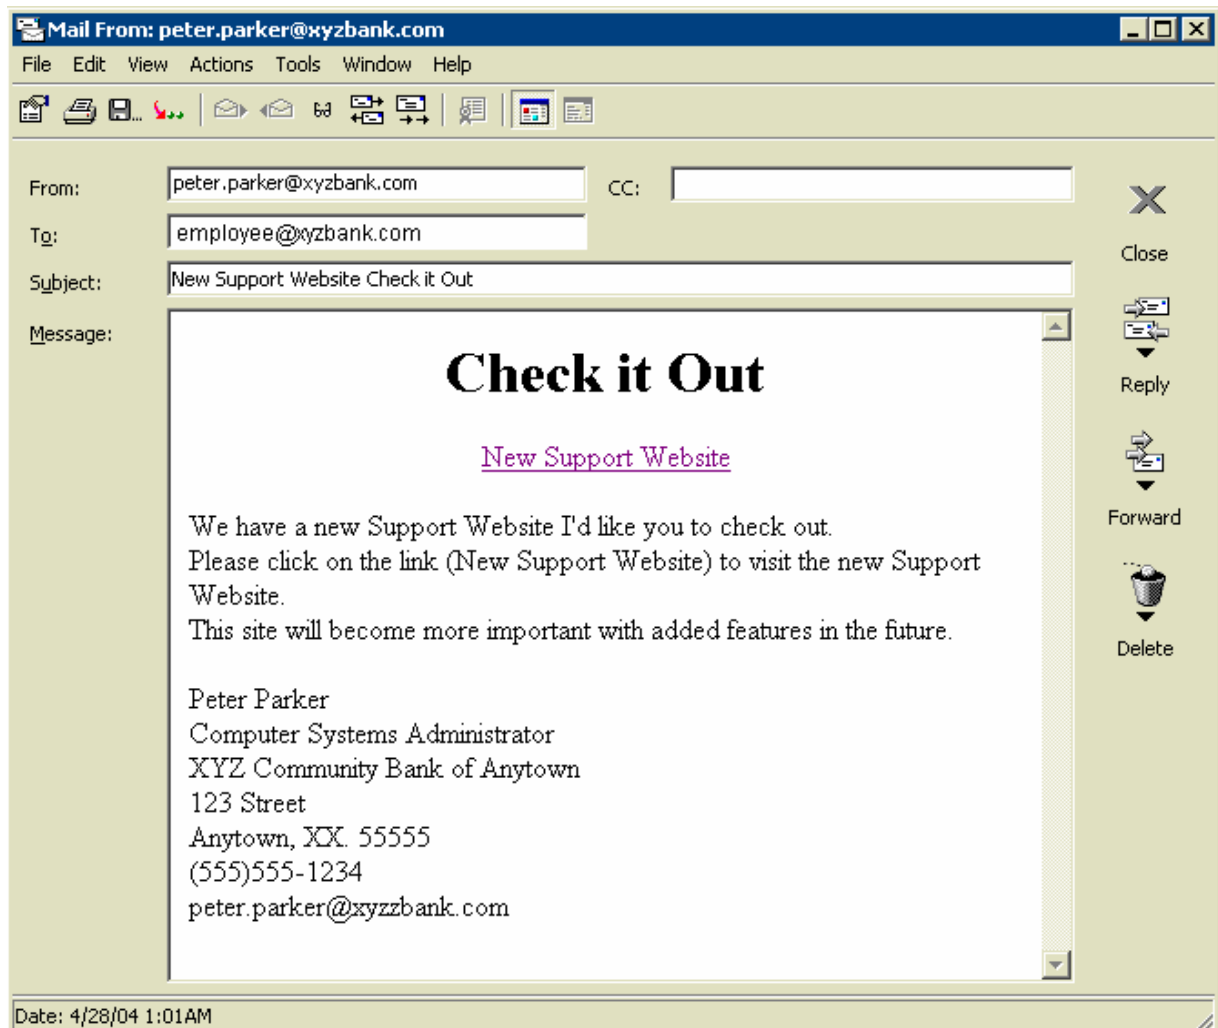 Mail From: peter.parker@xyzbank.com
File Edit View Actions Tools Window Help
From: peter.parker@xyzbank.com CC:
To: employee@xyzbank.com
Subject: New Support Website Check it Out
Message:
Check it Out
New Support Website
We have a new Support Website I'd like you to check out.
Please click on the link (New Support Website) to visit the new Support
Website.
This site will become more important with added features in the future.
Peter Parker
Computer Systems Administrator
XYZ Community Bank of Anytown
123 Street
Anytown, XX. 55555
(555)555-1234
peter.parker@xyzzbank.com
Close
Reply
Forward
Delete
Date: 4/28/04 1:01AM